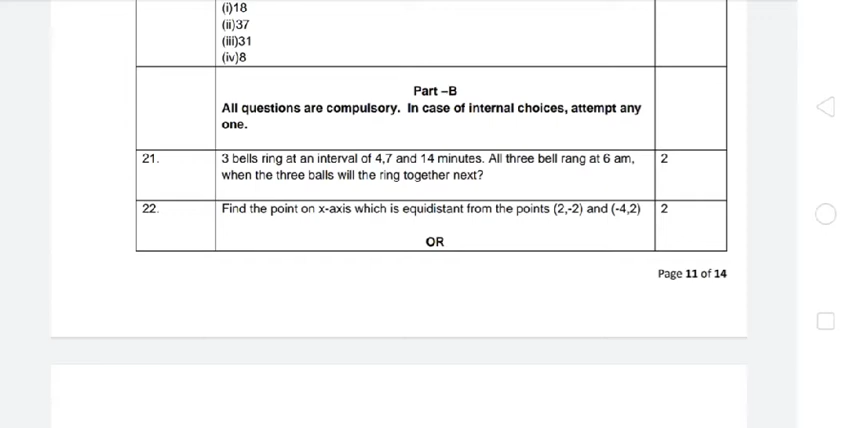 (i)18
(ii)37
(iii)31
(iv)8
Part –B
All questions are compulsory. In case of internal choices, attempt any
one.
21. 3 bells ring at an interval of 4,7 and 14 minutes. All three bell rang at 6 am, 2
when the three balls will the ring together next?
22. Find the point on x-axis which is equidistant from the points (2,-2) and (-4,2) 2
OR
Page 11 of 14